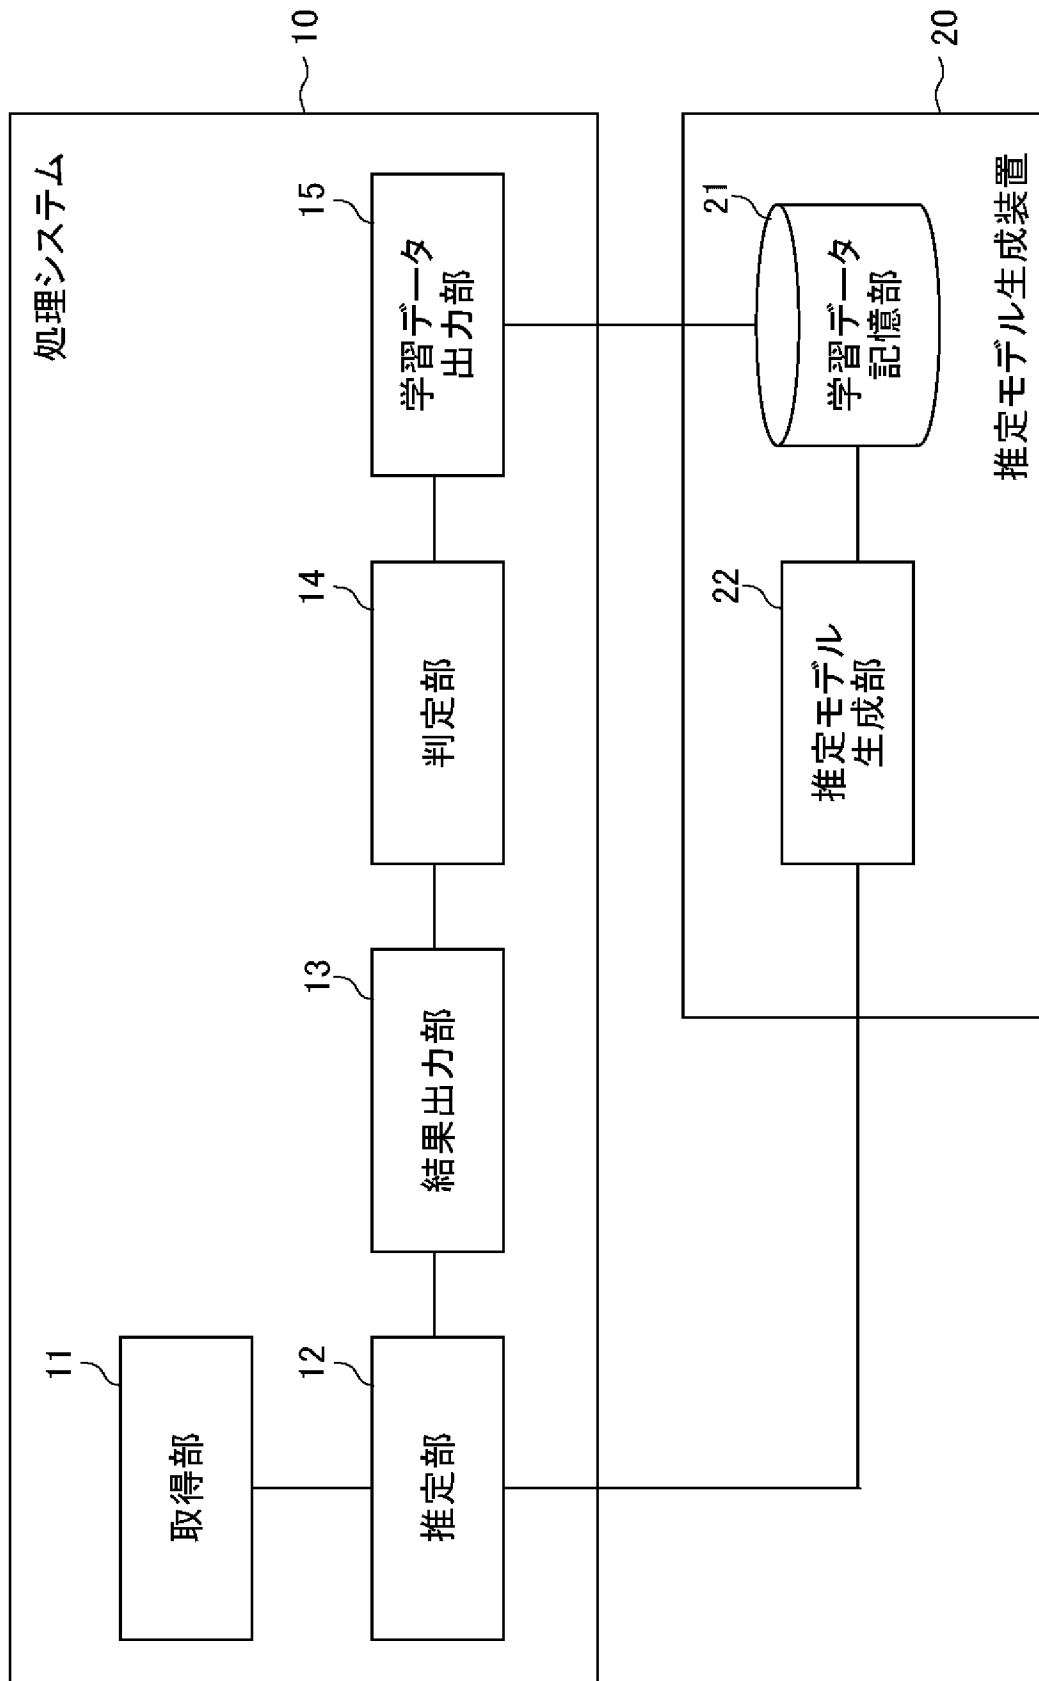 処理システム
10
11
取得部
12
推定部
13
結果出力部
14
判定部
15
学習データ
出力部
20
21
学習データ
記憶部
22
推定モデル
生成部
推定モデル生成装置